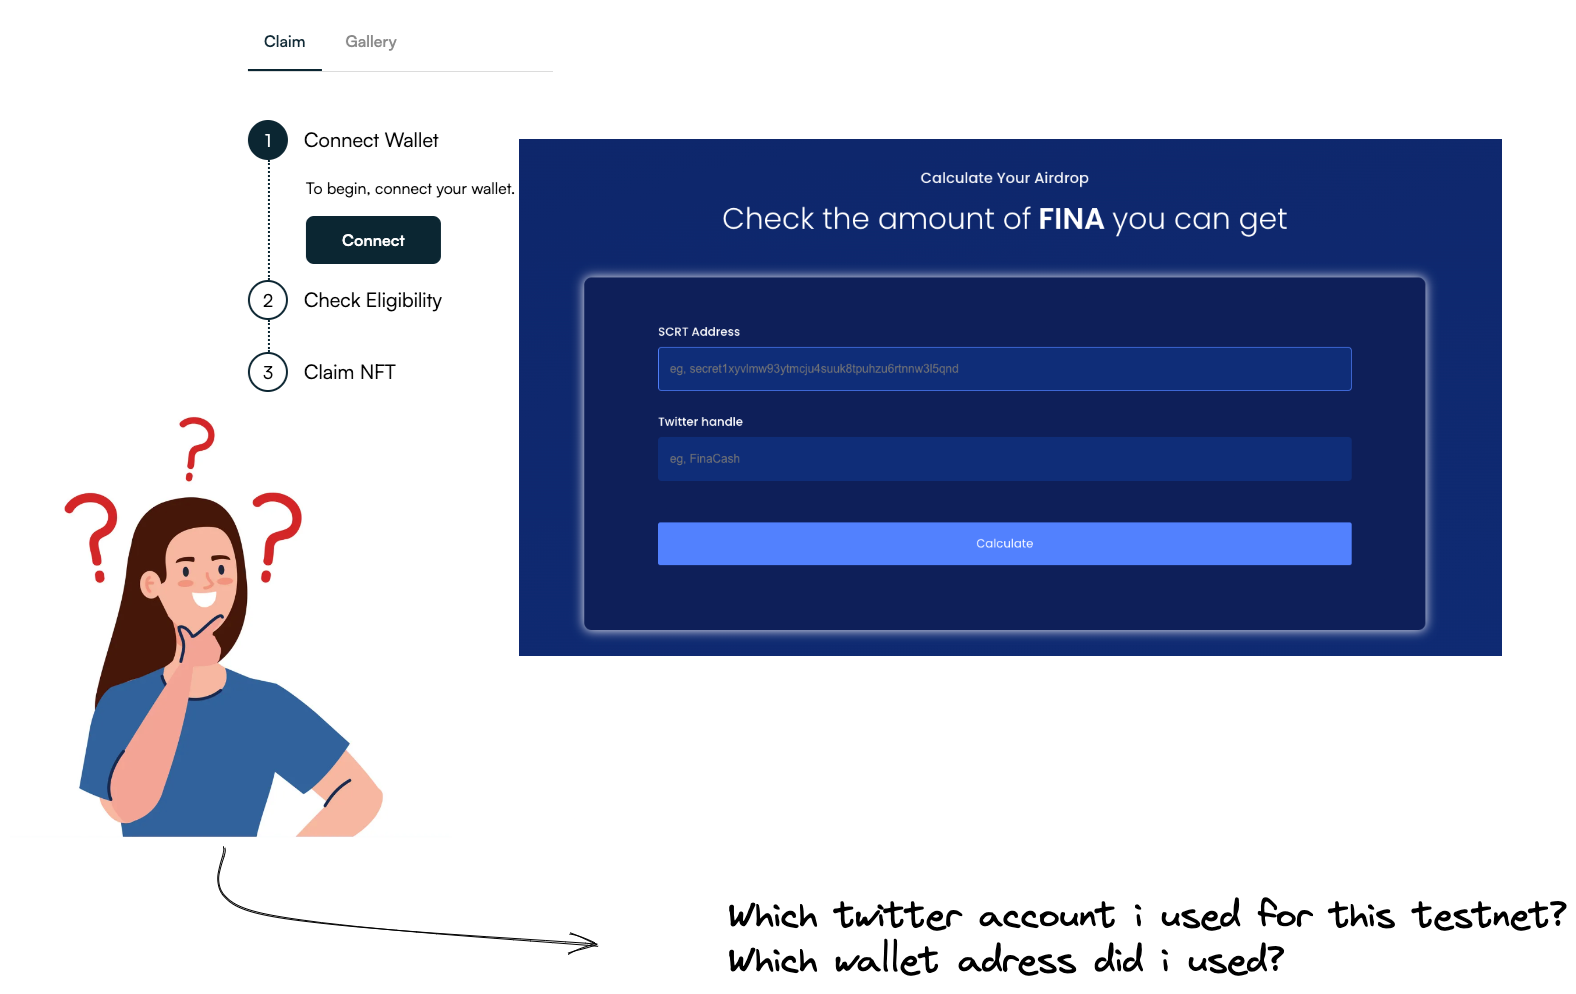 Claim
Gallery
1
Connect Wallet
To begin, connect your wallet.
Connect
2
Check Eligibility
3
Claim NFT
Calculate Your Airdrop
Check the amount of FINA you can get
SCRT Address
eg, secret1xyvlmw93ytmcju4suuk8tpuhzu6rtnnw3l5qnd
Twitter handle
eg, FinaCash
Calculate
? ? ?
Which twitter account i used for this testnet?
Which wallet adress did i used?